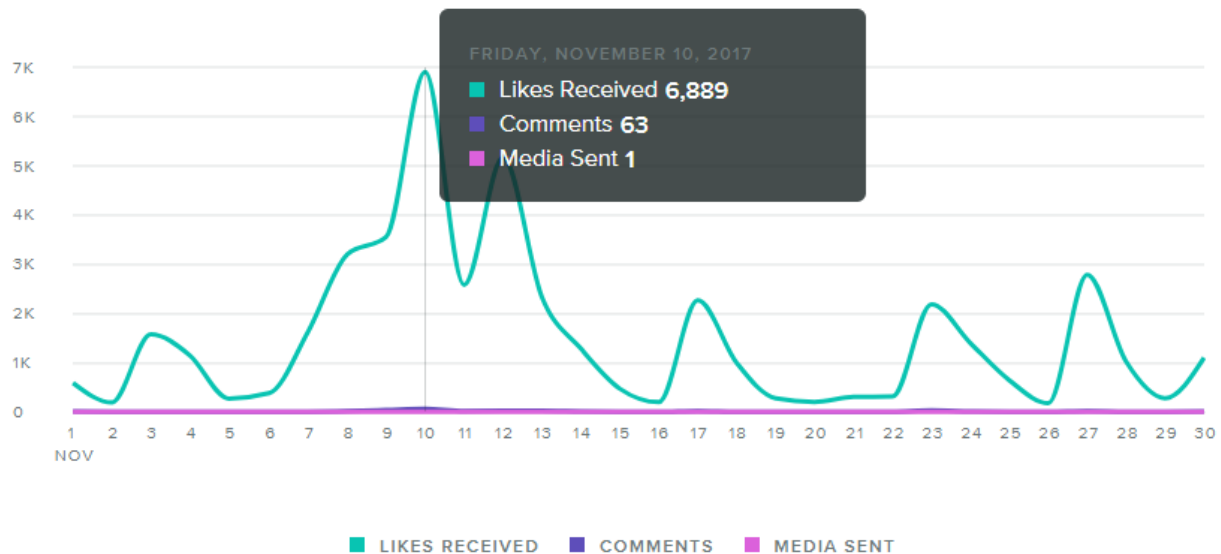 FRIDAY, NOVEMBER 10, 2017
Likes Received 6,889
Comments 63
Media Sent 1
7K
6K
5K
4K
3K
2K
1K
0
1 2 3 4 5 6 7 8 9 10 11 12 13 14 15 16 17 18 19 20 21 22 23 24 25 26 27 28 29 30
NOV
LIKES RECEIVED COMMENTS MEDIA SENT